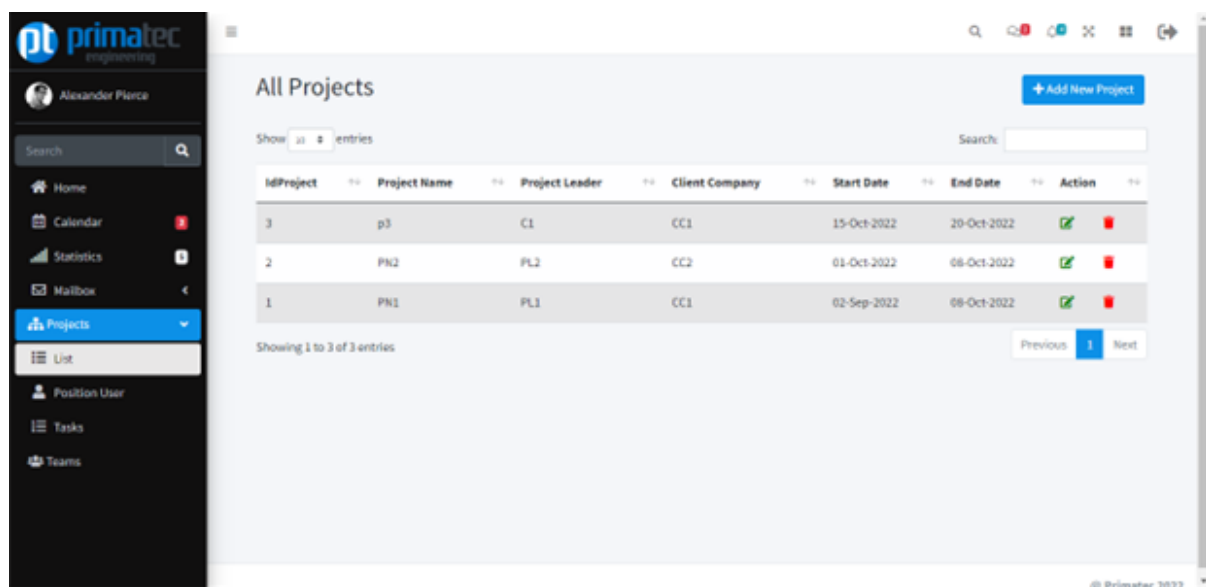 primatec
engineering
Alexander Pierce
Search
Home
Calendar
Statistics
Mailbox
Projects
List
Position User
Tasks
Teams
All Projects
+ Add New Project
Show 10 entries
Search:
IdProject Project Name Project Leader Client Company Start Date End Date Action
3 p3 C1 CC1 15-Oct-2022 20-Oct-2022
2 PN2 PL2 CC2 01-Oct-2022 08-Oct-2022
1 PN1 PL1 CC1 02-Sep-2022 08-Oct-2022
Showing 1 to 3 of 3 entries
Previous 1 Next
© Primatec 2022